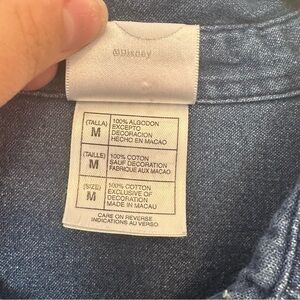 ©Disney
(TALLA)
M
100% ALGODON
EXCEPTO
DECORACION
HECHO EN MACAO
(TAILLE)
M
100% COTON
SAUF DECORATION
FABRIQUE AUX MACAO
(SIZE)
M
100% COTTON
EXCLUSIVE OF
DECORATION
MADE IN MACAU
CARE ON REVERSE
INDICATIONS AU VERSO